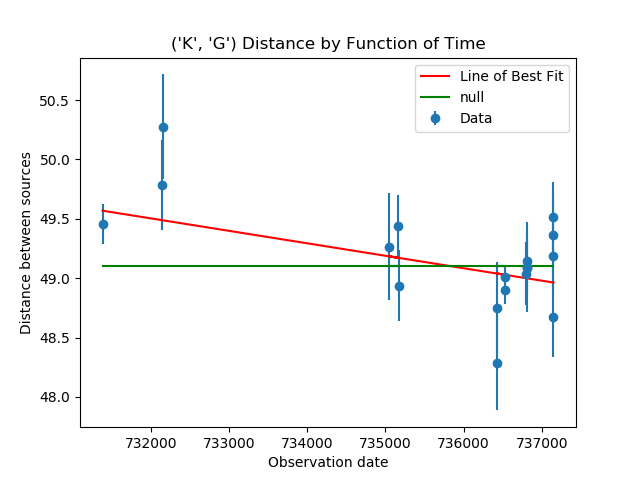 ('K', 'G') Distance by Function of Time
Line of Best Fit
null
Data
Distance between sources
50.5
50.0
49.5
49.0
48.5
48.0
732000 733000 734000 735000 736000 737000
Observation date